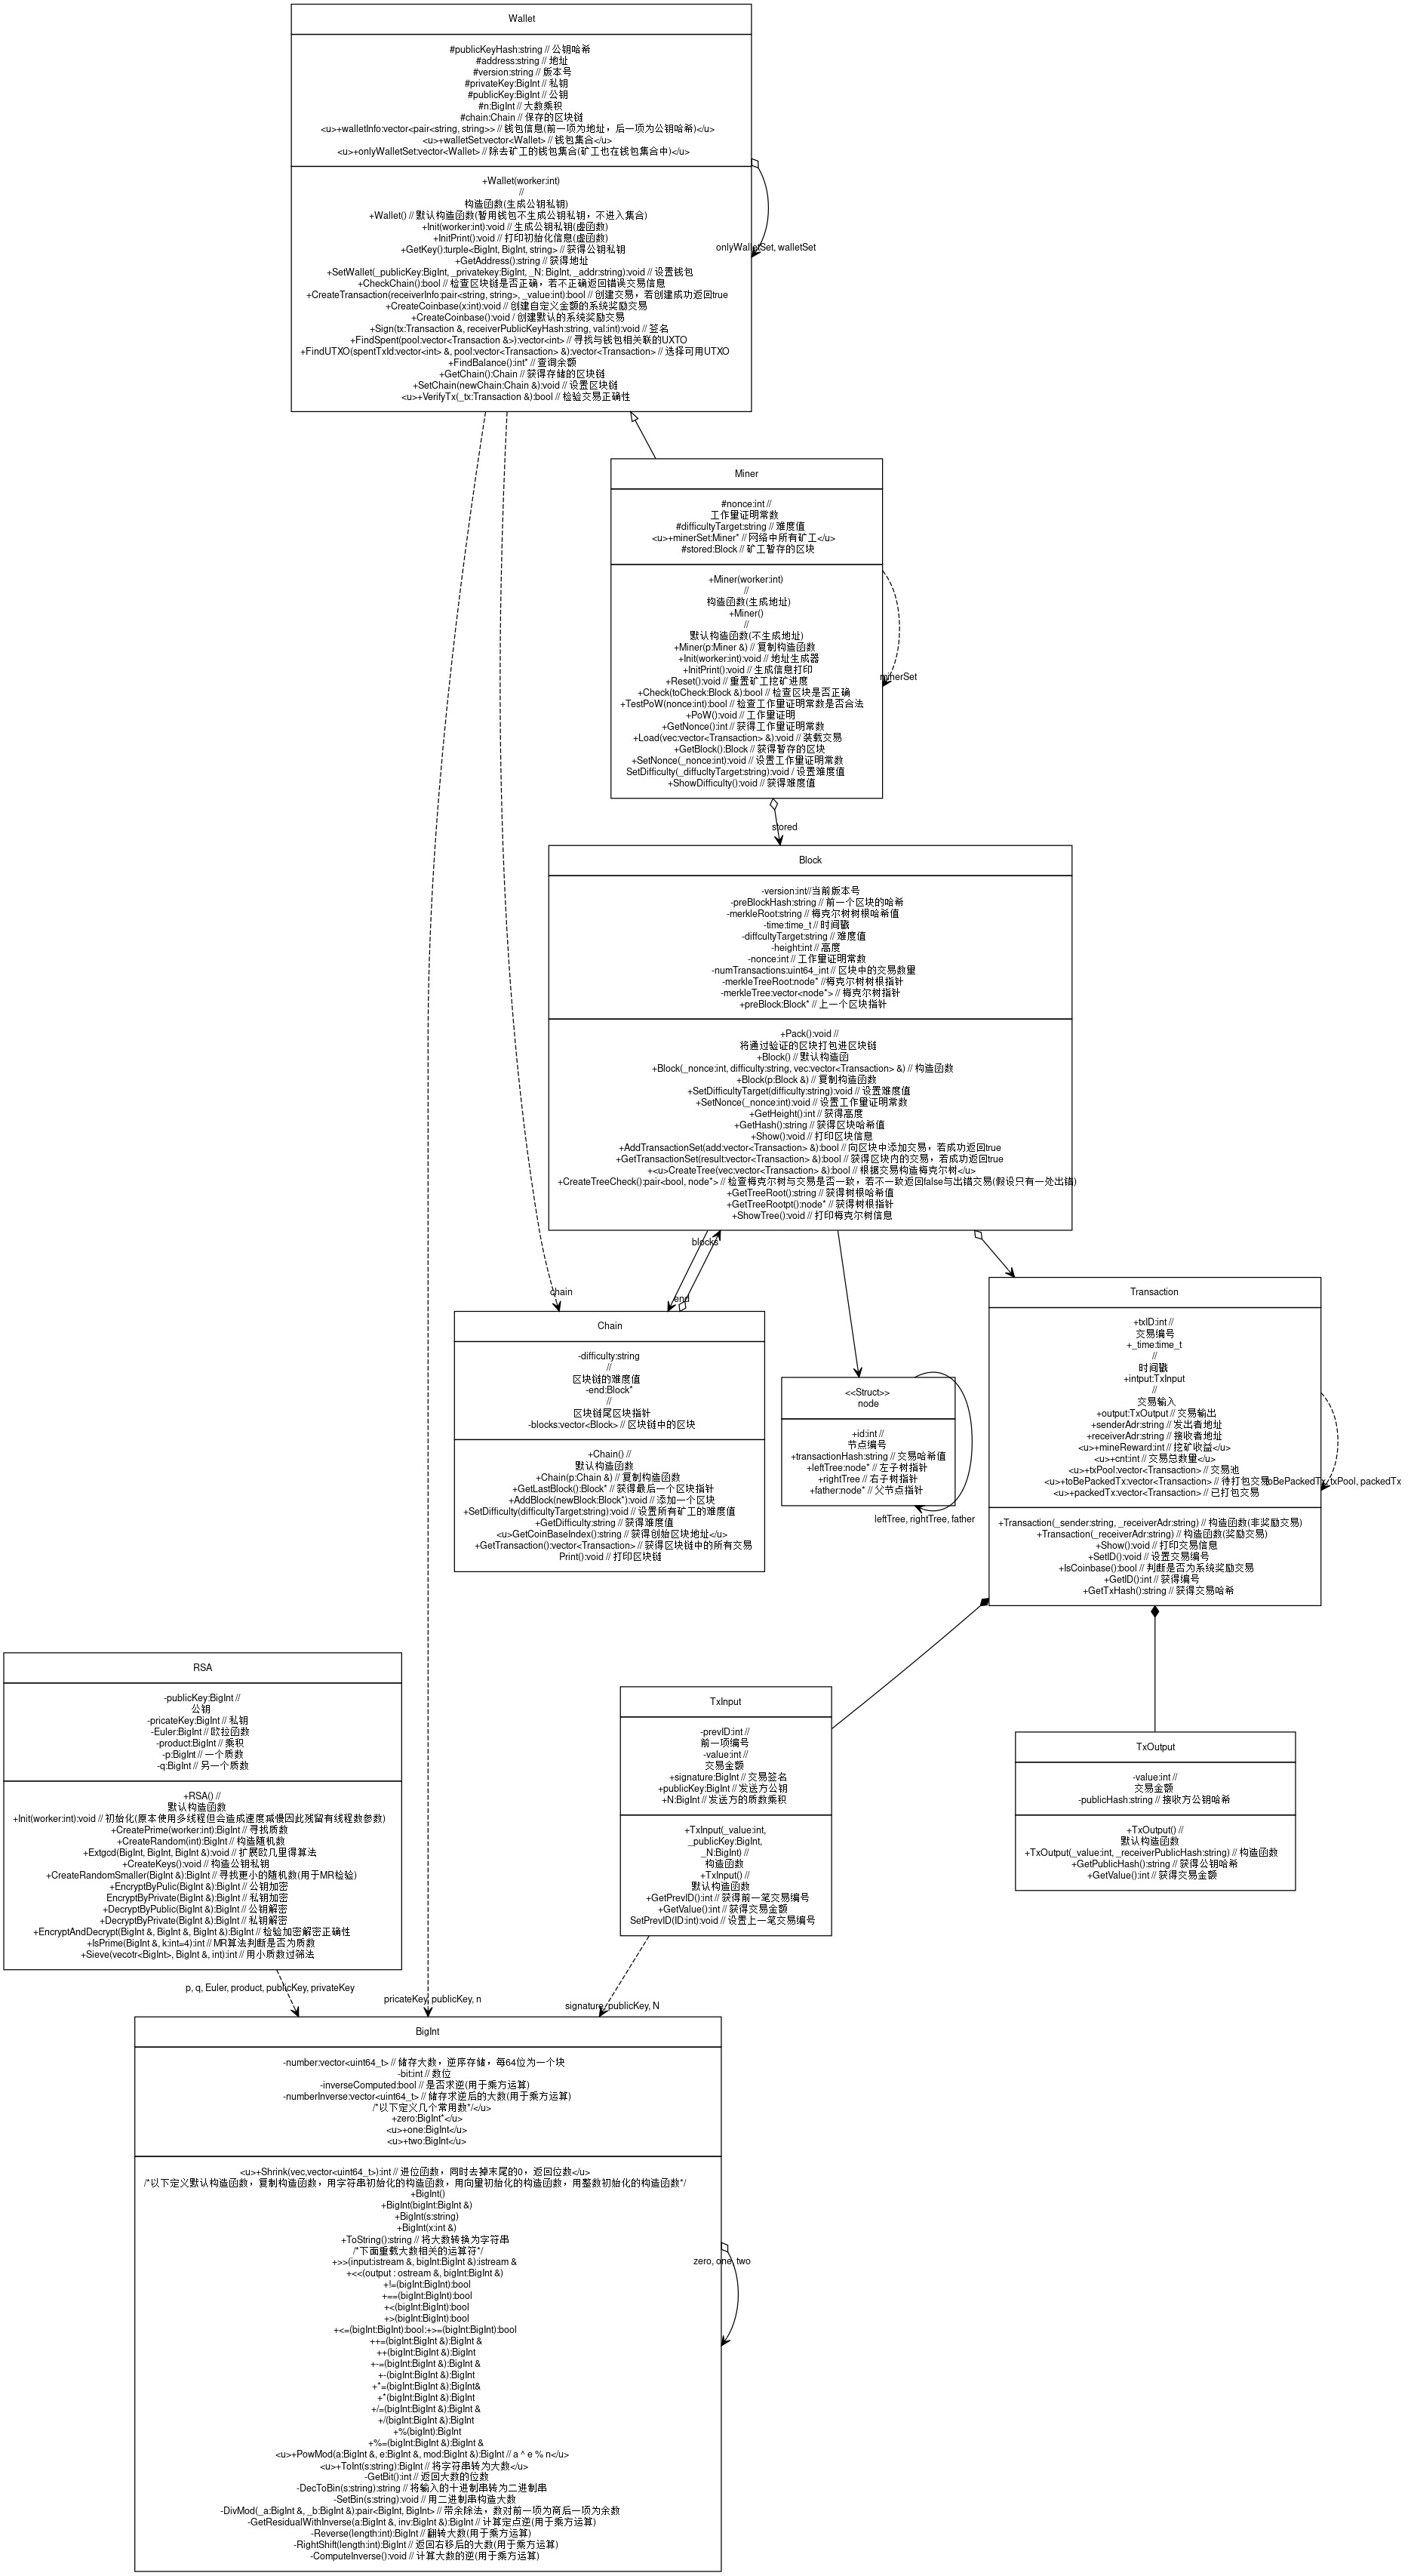 Wallet
#publicKeyHash:string // 公钥哈希
#address:string // 地址
#version:string // 版本号
#privateKey:BigInt // 私钥
#publicKey:BigInt // 公钥
#n:BigInt // 大数乘积
#chain:Chain // 保存的区块链
<u>+walletInfo:vector<pair<string, string>> // 钱包信息(前一项为地址，后一项为公钥哈希)</u>
<u>+walletSet:vector<Wallet> // 钱包集合</u>
<u>+onlyWalletSet:vector<Wallet> // 除去矿工的钱包集合(矿工也在钱包集合中)</u>
+Wallet(worker:int)
//
构造函数(生成公钥私钥)
+Wallet() // 默认构造函数(暂用钱包不生成公钥私钥，不进入集合)
+Init(worker:int):void // 生成公钥私钥(虚函数)
+InitPrint():void // 打印初始化信息(虚函数)
+GetKey():turple<BigInt, BigInt, string> // 获得公钥私钥
+GetAddress():string // 获得地址
+SetWallet(_publicKey:BigInt, _privatekey:BigInt, _N: BigInt, _addr:string):void // 设置钱包
+CheckChain():bool // 检查区块链是否正确，若不正确返回错误交易信息
+CreateTransaction(receiverInfo:pair<string, string>, _value:int):bool // 创建交易，若创建成功返回true
+CreateCoinbase(x:int):void // 创建自定义金额的系统奖励交易
+CreateCoinbase():void / 创建默认的系统奖励交易
+Sign(tx:Transaction &, receiverPublicKeyHash:string, val:int):void // 签名
+FindSpent(pool:vector<Transaction &>):vector<int> // 寻找与钱包相关联的UXTO
+FindUTXO(spentTxId:vector<int> &, pool:vector<Transaction> &):vector<Transaction> // 选择可用UTXO
+FindBalance():int* // 查询余额
+GetChain():Chain // 获得存储的区块链
+SetChain(newChain:Chain &):void // 设置区块链
<u>+VerifyTx(_tx:Transaction &):bool // 检验交易正确性
onlyWalletSet, walletSet
Miner
#nonce:int //
工作量证明常数
#difficultyTarget:string // 难度值
<u>+minerSet:Miner* // 网络中所有矿工</u>
#stored:Block // 矿工暂存的区块
+Miner(worker:int)
//
构造函数(生成地址)
+Miner()
//
默认构造函数(不生成地址)
+Miner(p:Miner &) // 复制构造函数
+Init(worker:int):void // 地址生成器
+InitPrint():void // 生成信息打印
+Reset():void // 重置矿工挖矿进度
+Check(toCheck:Block &):bool // 检查区块是否正确
+TestPoW(nonce:int):bool // 检查工作量证明常数是否合法
+PoW():void // 工作量证明
+GetNonce():int // 获得工作量证明常数
+Load(vec:vector<Transaction> &):void // 装载交易
+GetBlock():Block // 获得暂存的区块
+SetNonce(_nonce:int):void // 设置工作量证明常数
SetDifficulty(_diffucltyTarget:string):void / 设置难度值
+ShowDifficulty():void // 获得难度值
minerSet
stored
Block
-version:int//当前版本号
-preBlockHash:string // 前一个区块的哈希
-merkleRoot:string // 梅克尔树树根哈希值
-time:time_t // 时间戳
-diffcultyTarget:string // 难度值
-height:int // 高度
-nonce:int // 工作量证明常数
-numTransactions:uint64_int // 区块中的交易数量
-merkleTreeRoot:node* //梅克尔树树根指针
-merkleTree:vector<node*> // 梅克尔树指针
+preBlock:Block* // 上一个区块指针
+Pack():void //
将通过验证的区块打包进区块链
+Block() // 默认构造函
+Block(_nonce:int, difficulty:string, vec:vector<Transaction> &) // 构造函数
+Block(p:Block &) // 复制构造函数
+SetDifficultyTarget(difficulty:string):void // 设置难度值
+SetNonce(_nonce:int):void // 设置工作量证明常数
+GetHeight():int // 获得高度
+GetHash():string // 获得区块哈希值
+Show():void // 打印区块信息
+AddTransactionSet(add:vector<Transaction> &):bool // 向区块中添加交易，若成功返回true
+GetTransactionSet(result:vector<Transaction> &):bool // 获得区块内的交易，若成功返回true
+<u>CreateTree(vec:vector<Transaction> &):bool // 根据交易构造梅克尔树</u>
+CreateTreeCheck():pair<bool, node*> // 检查梅克尔树与交易是否一致，若不一致返回false与出错交易(假设只有一处出错)
+GetTreeRoot():string // 获得树根哈希值
+GetTreeRootpt():node* // 获得树根指针
+ShowTree():void // 打印梅克尔树信息
blocks
chain
end
Chain
-difficulty:string
//
区块链的难度值
-end:Block*
//
区块链尾区块指针
-blocks:vector<Block> // 区块链中的区块
+Chain() //
默认构造函数
+Chain(p:Chain &) // 复制构造函数
+GetLastBlock():Block* // 获得最后一个区块指针
+AddBlock(newBlock:Block*):void // 添加一个区块
+SetDifficulty(difficultyTarget:string):void // 设置所有矿工的难度值
+GetDifficulty:string // 获得难度值
<u>GetCoinBaseIndex():string // 获得创始区块地址</u>
+GetTransaction():vector<Transaction> // 获得区块链中的所有交易
Print():void // 打印区块链
<<Struct>>
node
+id:int //
节点编号
+transactionHash:string // 交易哈希值
+leftTree:node* // 左子树指针
+rightTree // 右子树指针
+father:node* // 父节点指针
leftTree, rightTree, father
Transaction
+txID:int //
交易编号
+_time:time_t
//
时间戳
+intput:TxInput
//
交易输入
+output:TxOutput // 交易输出
+senderAdr:string // 发出者地址
+receiverAdr:string // 接收者地址
<u>+mineReward:int // 挖矿收益</u>
<u>+cnt:int // 交易总数量</u>
<u>+txPool:vector<Transaction> // 交易池
<u>+toBePackedTx:vector<Transaction> // 待打包交易
<u>+packedTx:vector<Transaction> // 已打包交易
toBePackedTx, txPool, packedTx
+Transaction(_sender:string, _receiverAdr:string) // 构造函数(非奖励交易)
+Transaction(_receiverAdr:string) // 构造函数(奖励交易)
+Show():void // 打印交易信息
+SetID():void // 设置交易编号
+IsCoinbase():bool // 判断是否为系统奖励交易
+GetID():int // 获得编号
+GetTxHash():string // 获得交易哈希
RSA
-publicKey:BigInt //
公钥
-pricateKey:BigInt // 私钥
-Euler:BigInt // 欧拉函数
-product:BigInt // 乘积
-p:BigInt // 一个质数
-q:BigInt // 另一个质数
+RSA() //
默认构造函数
+Init(worker:int):void // 初始化(原本使用多线程但会造成速度减慢因此残留有线程数参数)
+CreatePrime(worker:int):BigInt // 寻找质数
+CreateRandom(int):BigInt // 构造随机数
+Extgcd(BigInt, BigInt, BigInt &):void // 扩展欧几里得算法
+CreateKeys():void // 构造公钥私钥
+CreateRandomSmaller(BigInt &):BigInt // 寻找更小的随机数(用于MR检验)
+EncryptByPulic(BigInt &):BigInt // 公钥加密
EncryptByPrivate(BigInt &):BigInt // 私钥加密
+DecryptByPublic(BigInt &):BigInt // 公钥解密
+DecryptByPrivate(BigInt &):BigInt // 私钥解密
+EncryptAndDecrypt(BigInt &, BigInt &, BigInt &):BigInt // 检验加密解密正确性
+IsPrime(BigInt &, k:int=4):int // MR算法判断是否为质数
+Sieve(vecotr<BigInt>, BigInt &, int):int // 用小质数过筛法
TxInput
-prevID:int //
前一项编号
-value:int //
交易金额
+signature:BigInt // 交易签名
+publicKey:BigInt // 发送方公钥
+N:BigInt // 发送方的质数乘积
+TxInput(_value:int,
_publicKey:BigInt,
_N:BigInt) //
构造函数
+TxInput() //
默认构造函数
+GetPrevID():int // 获得前一笔交易编号
+GetValue():int // 获得交易金额
SetPrevID(ID:int):void // 设置上一笔交易编号
TxOutput
-value:int //
交易金额
-publicHash:string // 接收方公钥哈希
+TxOutput() //
默认构造函数
+TxOutput(_value:int, _receiverPublicHash:string) // 构造函数
+GetPublicHash():string // 获得公钥哈希
+GetValue():int // 获得交易金额
p, q, Euler, product, publicKey, privateKey
pricateKey, publicKey, n
signature, publicKey, N
BigInt
-number:vector<uint64_t> // 储存大数，逆序存储，每64位为一个块
-bit:int // 数位
-inverseComputed:bool // 是否求逆(用于乘方运算)
-numberInverse:vector<uint64_t> // 储存求逆后的大数(用于乘方运算)
/*以下定义几个常用数*/</u>
+zero:BigInt*</u>
<u>+one:BigInt</u>
<u>+two:BigInt</u>
<u>+Shrink(vec,vector<uint64_t>):int // 进位函数，同时去掉末尾的0，返回位数</u>
/*以下定义默认构造函数，复制构造函数，用字符串初始化的构造函数，用向量初始化的构造函数，用整数初始化的构造函数*/
+BigInt()
+BigInt(bigInt:BigInt &)
+BigInt(s:string)
+BigInt(x:int &)
+ToString():string // 将大数转换为字符串
/*下面重载大数相关的运算符*/
+>>(input:istream &, bigInt:BigInt &):istream &
+<<(output : ostream &, bigInt:BigInt &)
+!=(bigInt:BigInt):bool
+==(bigInt:BigInt):bool
+<(bigInt:BigInt):bool
+>(bigInt:BigInt):bool
+<=(bigInt:BigInt):bool:+>=(bigInt:BigInt):bool
++=(bigInt:BigInt &):BigInt &
++(bigInt:BigInt &):BigInt
+-=(bigInt:BigInt &):BigInt &
+-(bigInt:BigInt &):BigInt
+*=(bigInt:BigInt &):BigInt&
+*(bigInt:BigInt &):BigInt
+/=(bigInt:BigInt &):BigInt &
+/(bigInt:BigInt &):BigInt
+%(bigInt):BigInt
+%=(bigInt:BigInt &):BigInt &
<u>+PowMod(a:BigInt &, e:BigInt &, mod:BigInt &):BigInt // a ^ e % n</u>
<u>+ToInt(s:string):BigInt // 将字符串转为大数</u>
-GetBit():int // 返回大数的位数
-DecToBin(s:string):string // 将输入的十进制串转为二进制串
-SetBin(s:string):void // 用二进制串构造大数
-DivMod(_a:BigInt &, _b:BigInt &):pair<BigInt, BigInt> // 带余除法，数对前一项为商后一项为余数
-GetResidualWithInverse(a:BigInt &, inv:BigInt &):BigInt // 计算定点逆(用于乘方运算)
-Reverse(length:int):BigInt // 翻转大数(用于乘方运算)
-RightShift(length:int):BigInt // 返回右移后的大数(用于乘方运算)
-ComputeInverse():void // 计算大数的逆(用于乘方运算)
zero, one, two